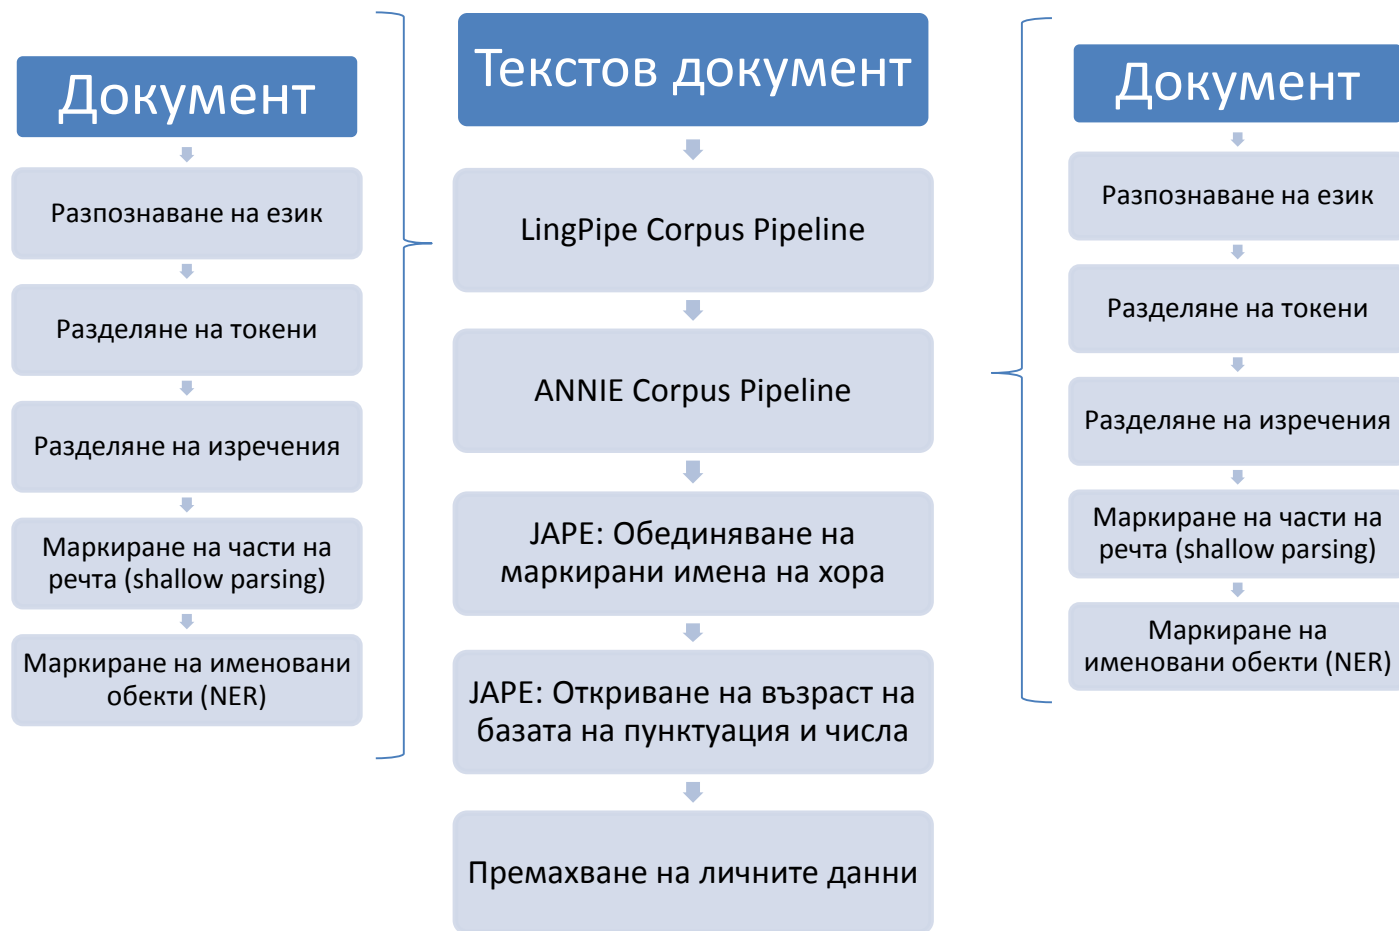 Документ
Разпознаване на език
Разделяне на токени
Разделяне на изречения
Маркиране на части на
речта (shallow parsing)
Маркиране на именовани
обекти (NER)
Текстов документ
LingPipe Corpus Pipeline
ANNIE Corpus Pipeline
JAPE: Обединяване на
маркирани имена на хора
JAPE: Откриване на възраст на
базата на пунктуация и числа
Премахване на личните данни
Документ
Разпознаване на език
Разделяне на токени
Разделяне на изречения
Маркиране на части на
речта (shallow parsing)
Маркиране на
именовани обекти (NER)